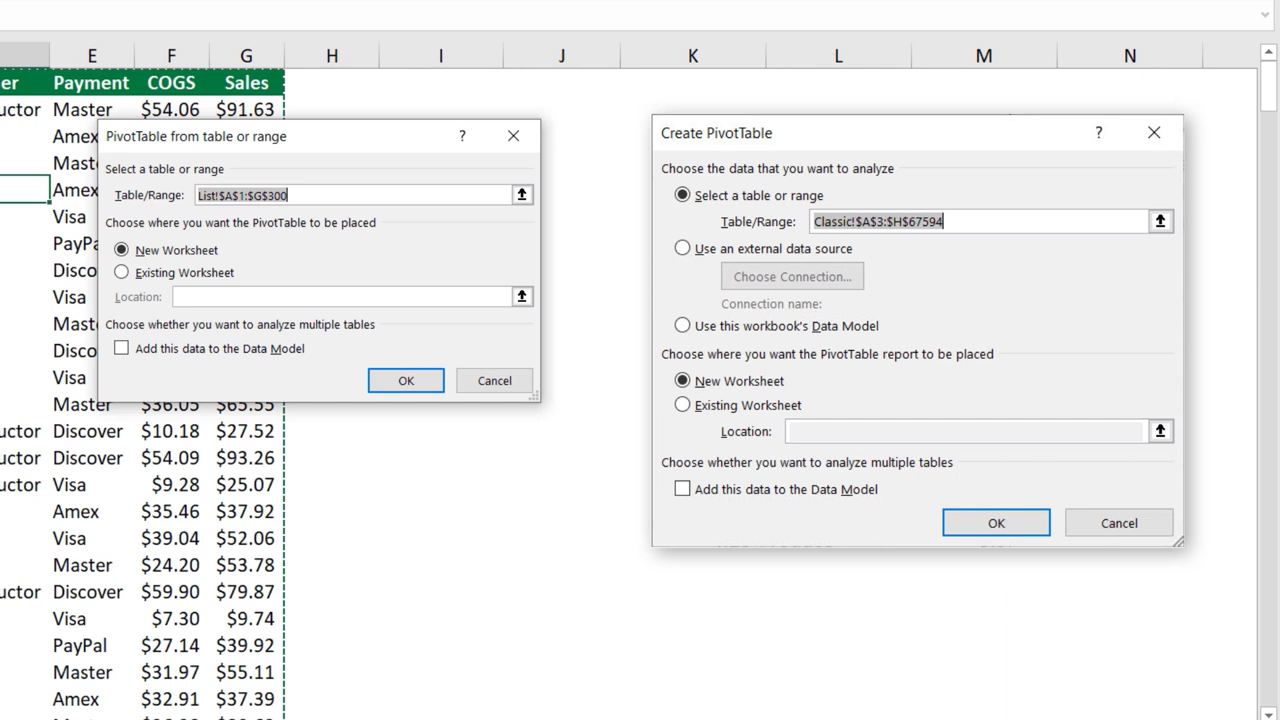 E F G H I J K L M N
er Payment COGS Sales
uctor Master $54.06 $91.63
Amex
Mast
Amex
Visa
PayPa
Disco
Visa
Mast
Disco
Visa
Master $36.05 $65.55
uctor Discover $10.18 $27.52
uctor Discover $54.09 $93.26
uctor Visa $9.28 $25.07
Amex $35.46 $37.92
Visa $39.04 $52.06
Master $24.20 $53.78
uctor Discover $59.90 $79.87
Visa $7.30 $9.74
PayPal $27.14 $39.92
Master $31.97 $55.11
Amex $32.91 $37.39
PivotTable from table or range ?
Select a table or range
Table/Range: List!$A$1:$G$300
Choose where you want the PivotTable to be placed
New Worksheet
Existing Worksheet
Location:
Choose whether you want to analyze multiple tables
Add this data to the Data Model
OK Cancel
Create PivotTable ?
Choose the data that you want to analyze
Select a table or range
Table/Range: Classic!$A$3:$H$67594
Use an external data source
Choose Connection...
Connection name:
Use this workbook's Data Model
Choose where you want the PivotTable report to be placed
New Worksheet
Existing Worksheet
Location:
Choose whether you want to analyze multiple tables
Add this data to the Data Model
OK Cancel